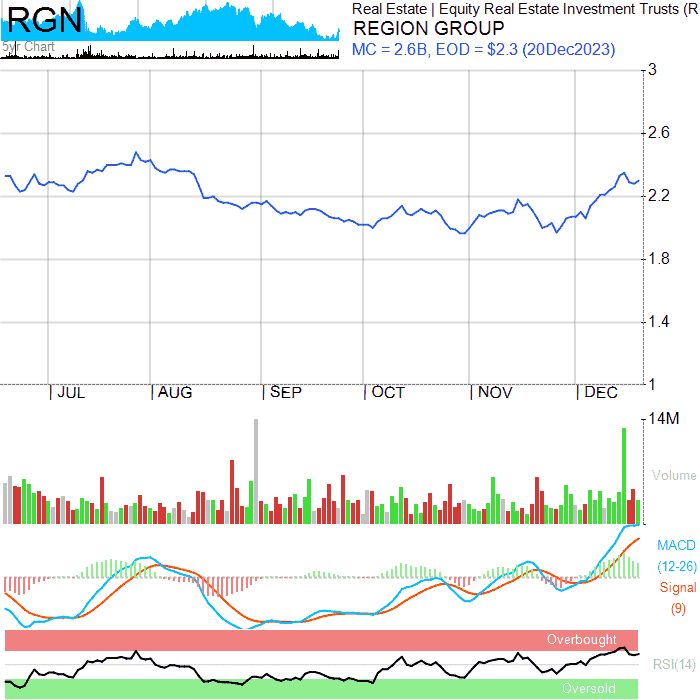 RGN
5yr Chart
Real Estate | Equity Real Estate Investment Trusts (R
REGION GROUP
MC = 2.6B, EOD = $2.3 (20Dec2023)
3
2.6
2.2
1.8
1.4
1
JUL
AUG
SEP
OCT
NOV
DEC
14M
Volume
MACD
(12-26)
Signal
(9)
Overbought
RSI(14)
Oversold